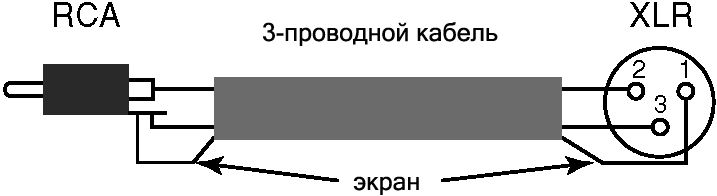 RCA
3-проводной кабель
XLR
2
1
3
экран